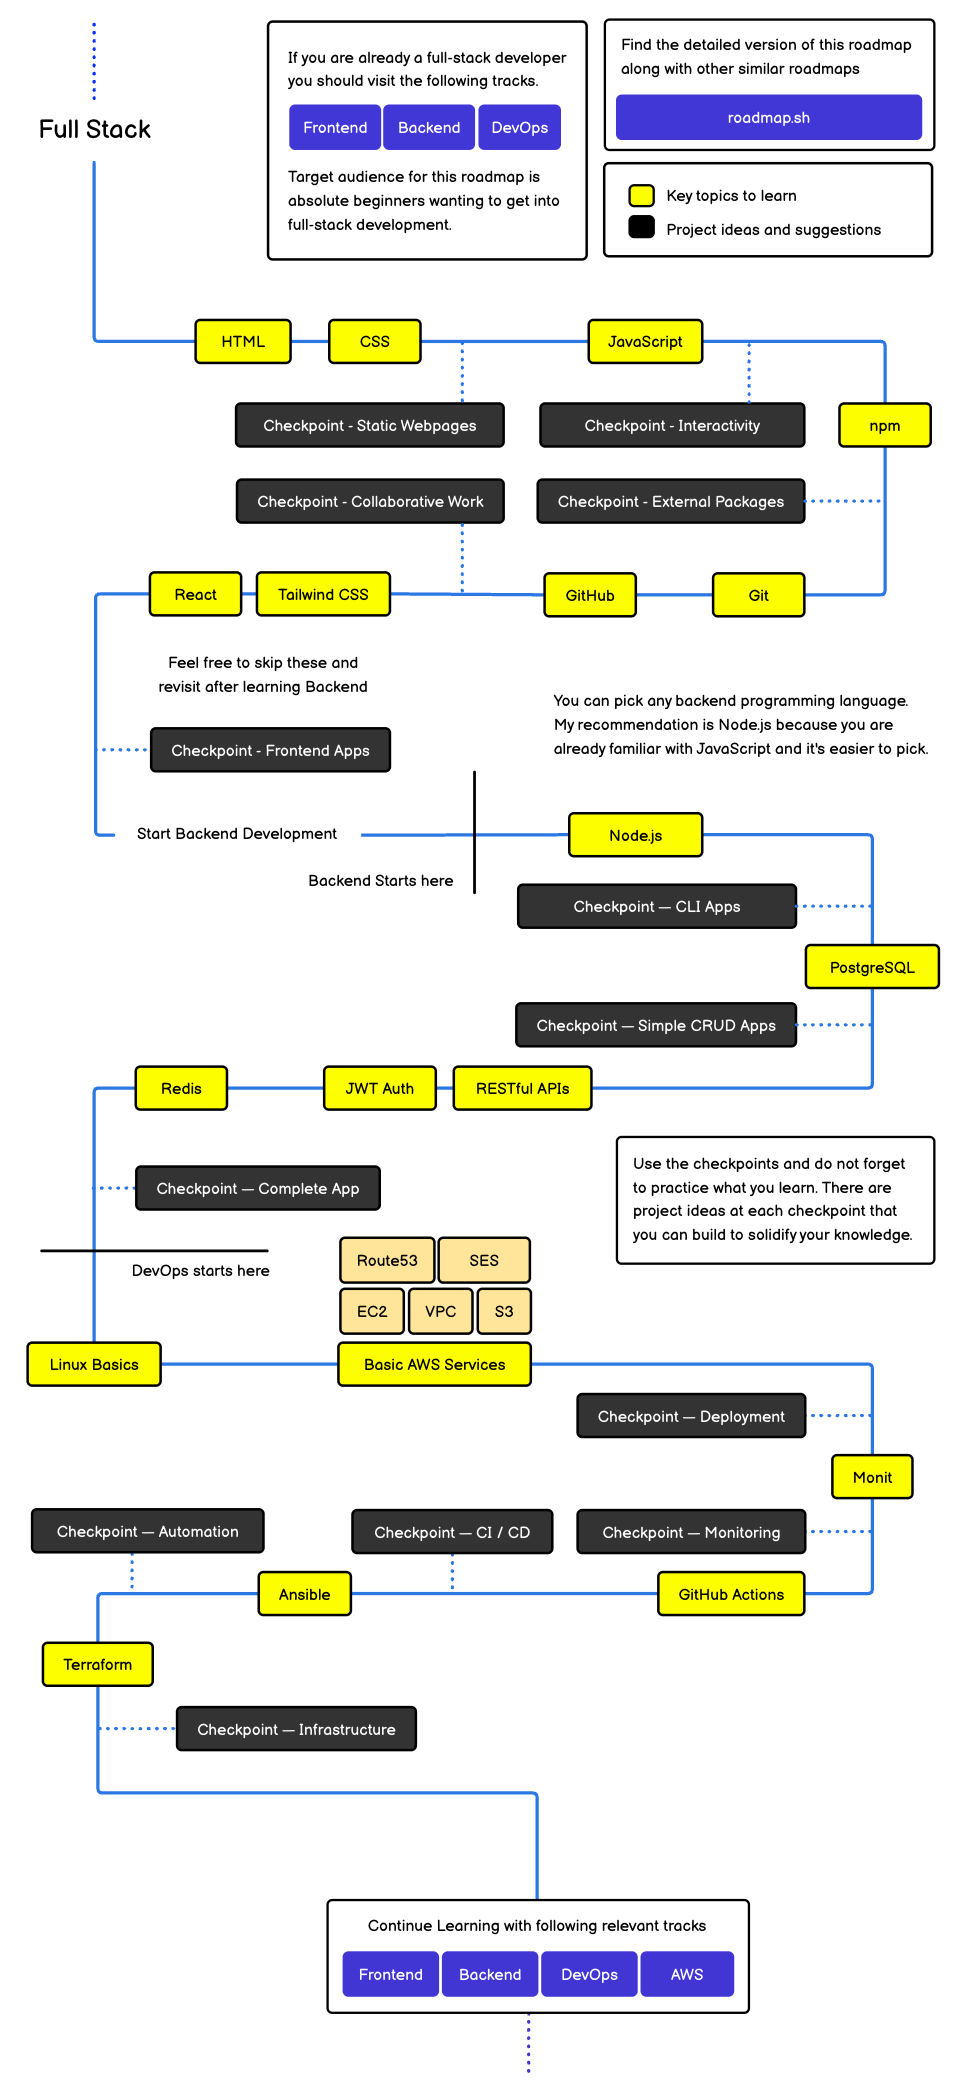 Full Stack
If you are already a full-stack developer
you should visit the following tracks.
Frontend
Backend
DevOps
Target audience for this roadmap is
absolute beginners wanting to get into
full-stack development.
Find the detailed version of this roadmap
along with other similar roadmaps
roadmap.sh
Key topics to learn
Project ideas and suggestions
HTML
CSS
JavaScript
Checkpoint - Static Webpages
Checkpoint - Interactivity
npm
Checkpoint - Collaborative Work
Checkpoint - External Packages
React
Tailwind CSS
GitHub
Git
Feel free to skip these and
revisit after learning Backend
You can pick any backend programming language.
My recommendation is Node.js because you are
already familiar with JavaScript and it's easier to pick.
Checkpoint - Frontend Apps
Start Backend Development
Node.js
Backend Starts here
Checkpoint — CLI Apps
PostgreSQL
Checkpoint — Simple CRUD Apps
Redis
JWT Auth
RESTful APIs
Use the checkpoints and do not forget
to practice what you learn. There are
project ideas at each checkpoint that
you can build to solidify your knowledge.
Checkpoint — Complete App
DevOps starts here
Route53
SES
EC2
VPC
S3
Linux Basics
Basic AWS Services
Checkpoint — Deployment
Monit
Checkpoint — Automation
Checkpoint — CI / CD
Checkpoint — Monitoring
Ansible
GitHub Actions
Terraform
Checkpoint — Infrastructure
Continue Learning with following relevant tracks
Frontend
Backend
DevOps
AWS